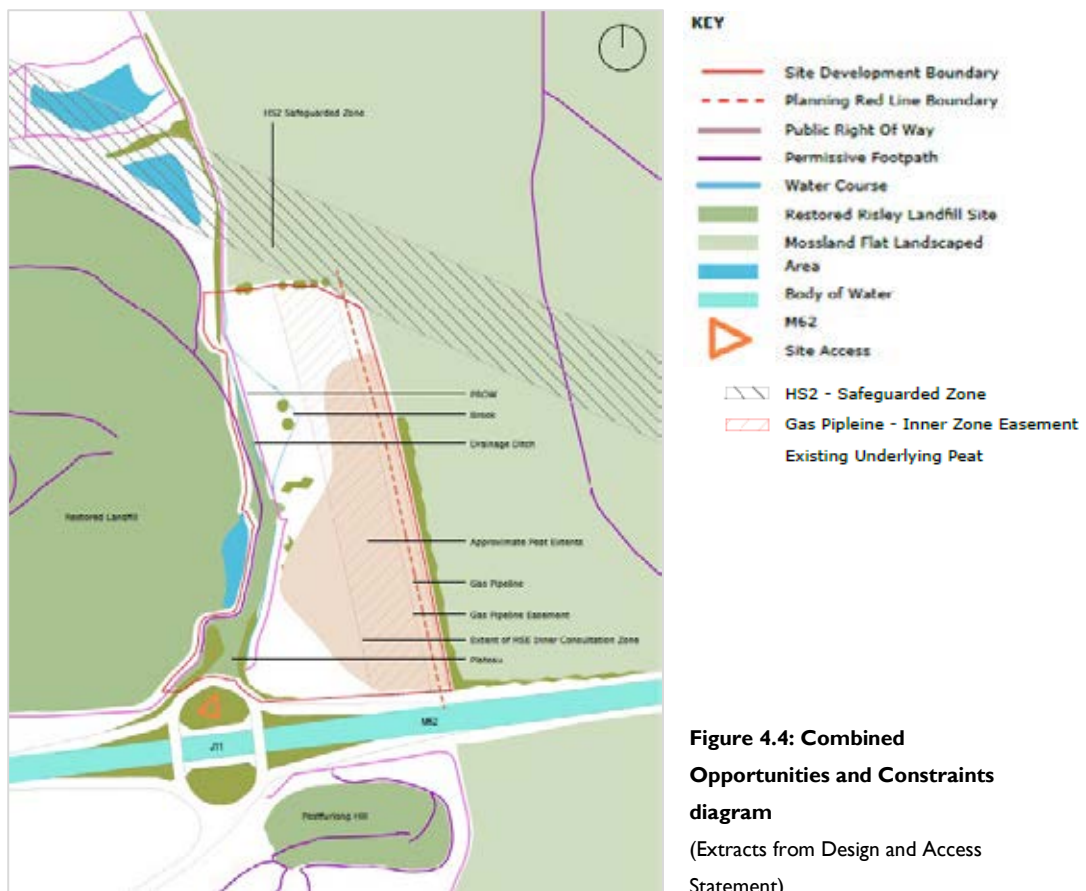 HS2 Safeguarded Zone
PROW
Brook
Drainage Ditch
Restored Landfill
Approximate Peat Extents
Gas Pipeline
Gas Pipeline Easement
Extent of HSE Inner Consultation Zone
Plateau
M62
J11
Pestfurlong Hill
KEY
Site Development Boundary
Planning Red Line Boundary
Public Right Of Way
Permissive Footpath
Water Course
Restored Risley Landfill Site
Mossland Flat Landscaped
Area
Body of Water
M62
Site Access
HS2 - Safeguarded Zone
Gas Pipleine - Inner Zone Easement
Existing Underlying Peat
Figure 4.4: Combined
Opportunities and Constraints
diagram
(Extracts from Design and Access
Statement)